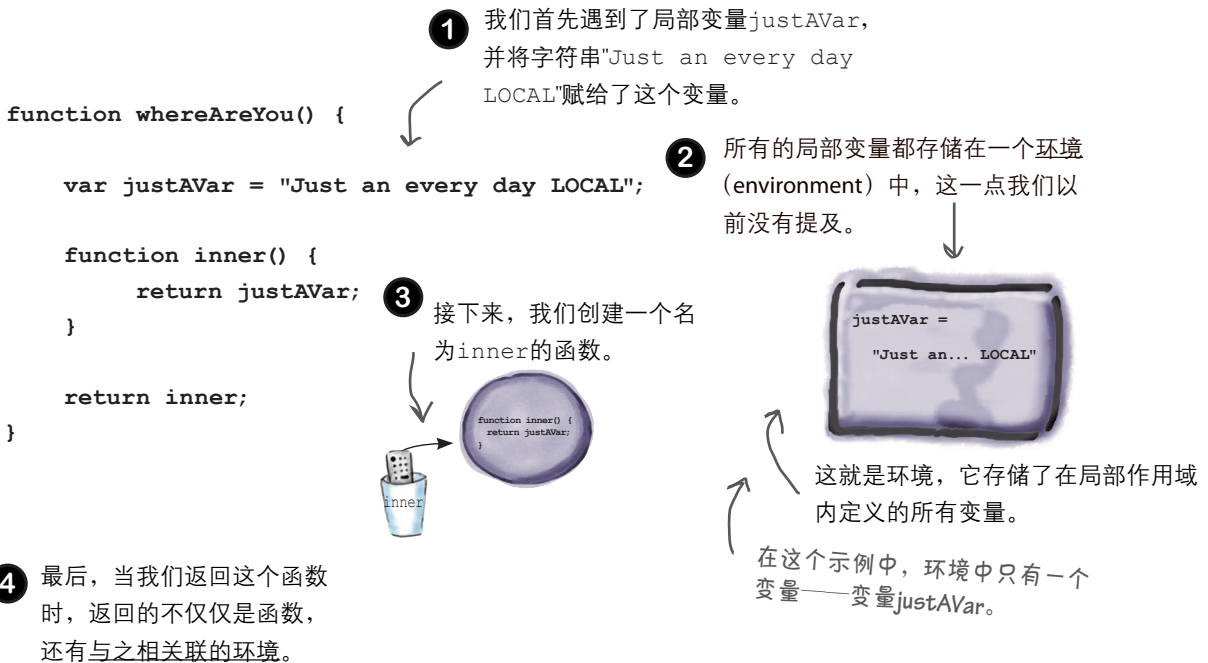 1 我们首先遇到了局部变量justAVar，
并将字符串"Just an every day
LOCAL"赋给了这个变量。
function whereAreYou() {
var justAVar = "Just an every day LOCAL";
function inner() {
return justAVar;
}
return inner;
}
2 所有的局部变量都存储在一个环境
（environment）中，这一点我们以
前没有提及。
justAVar =
"Just an... LOCAL"
3 接下来，我们创建一个名
为inner的函数。
function inner() {
return justAVar;
}
inner
这就是环境，它存储了在局部作用域
内定义的所有变量。
在这个示例中，环境中只有一个
变量——变量justAVar。
4 最后，当我们返回这个函数
时，返回的不仅仅是函数，
还有与之相关联的环境。